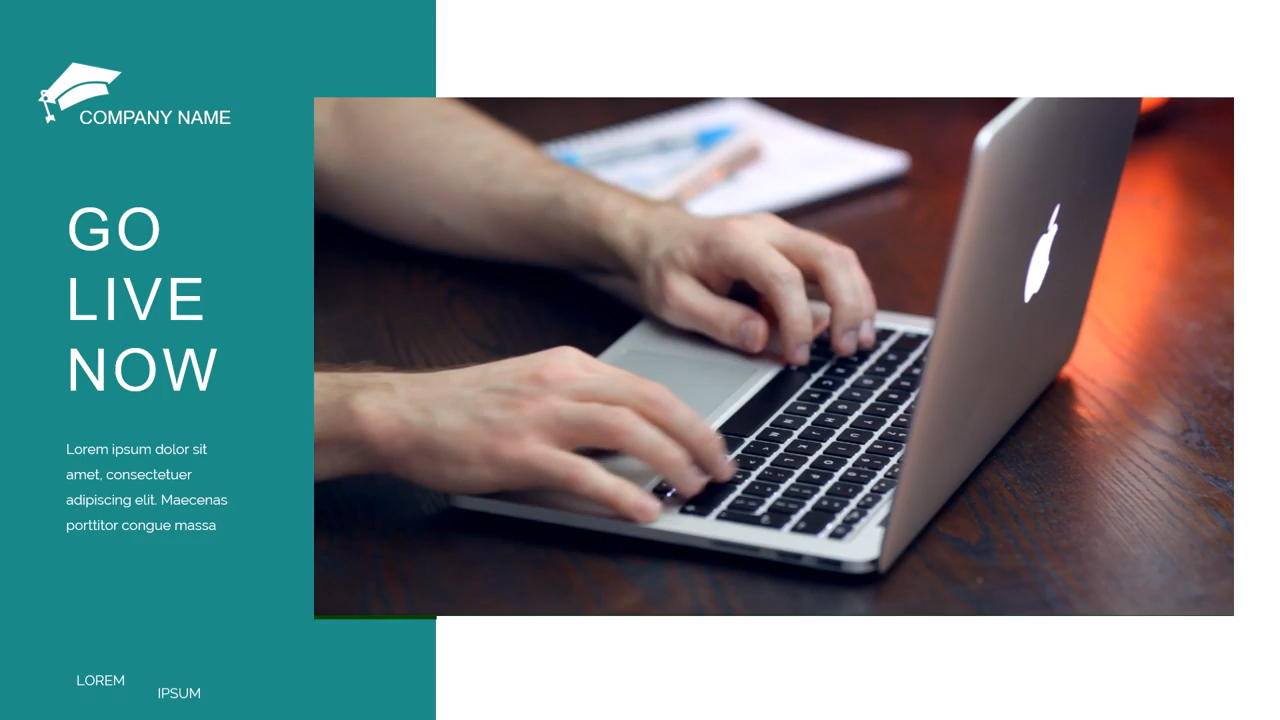 COMPANY NAME
GO
LIVE
NOW
Lorem ipsum dolor sit
amet, consectetuer
adipiscing elit. Maecenas
porttitor congue massa
LOREM
IPSUM